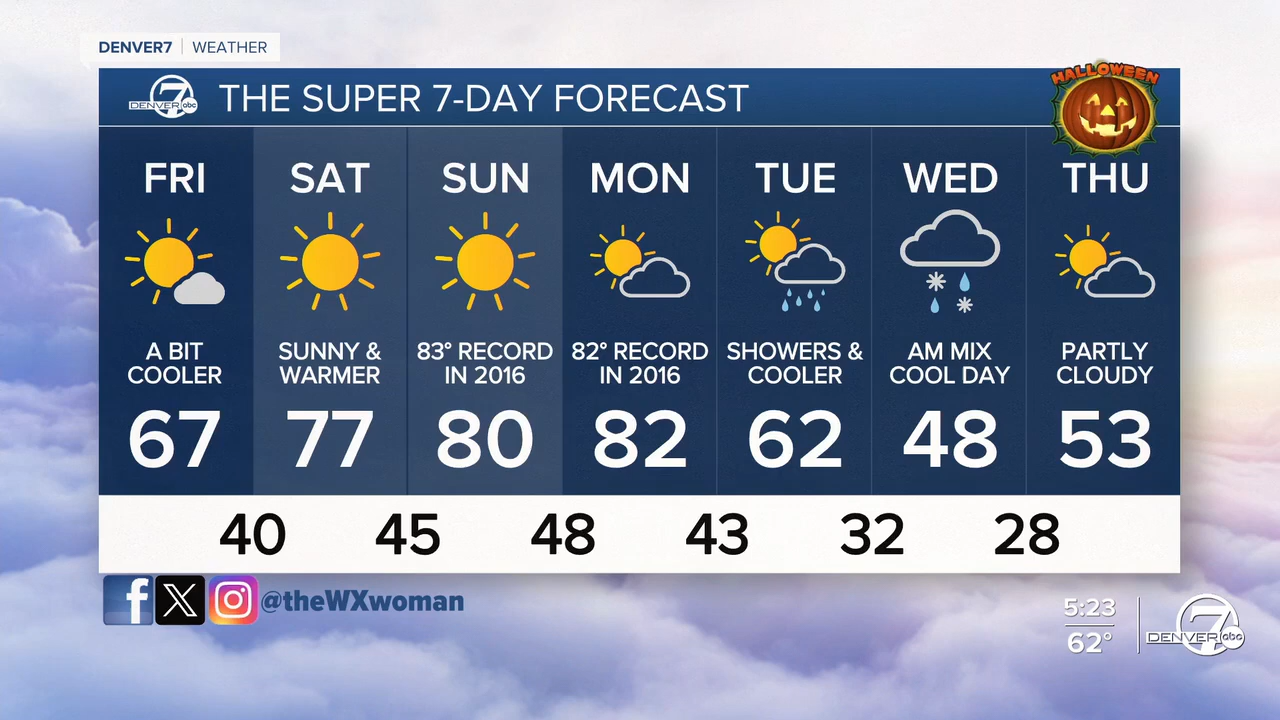 DENVER7 | WEATHER
7
DENVER abc
THE SUPER 7-DAY FORECAST
HALLOWEEN
FRI
A BIT
COOLER
67
SAT
SUNNY &
WARMER
77
SUN
83° RECORD
IN 2016
80
MON
82° RECORD
IN 2016
82
TUE
SHOWERS &
COOLER
62
WED
AM MIX
COOL DAY
48
THU
PARTLY
CLOUDY
53
40 45 48 43 32 28
@theWXwoman
5:23
62°
7
DENVER abc